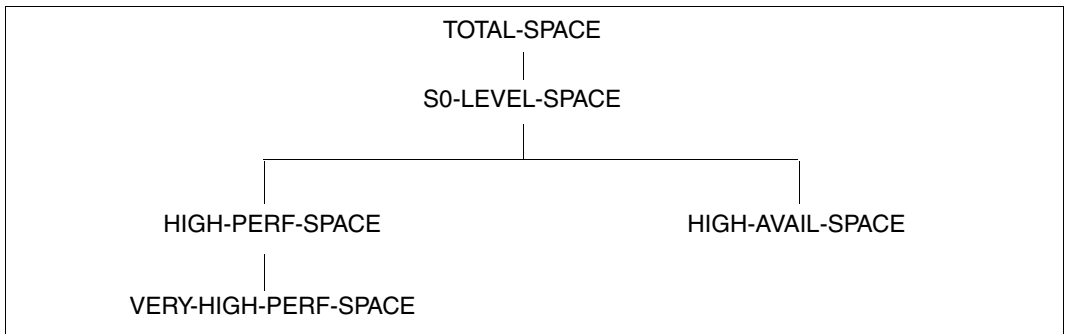 TOTAL-SPACE
S0-LEVEL-SPACE
HIGH-PERF-SPACE
HIGH-AVAIL-SPACE
VERY-HIGH-PERF-SPACE